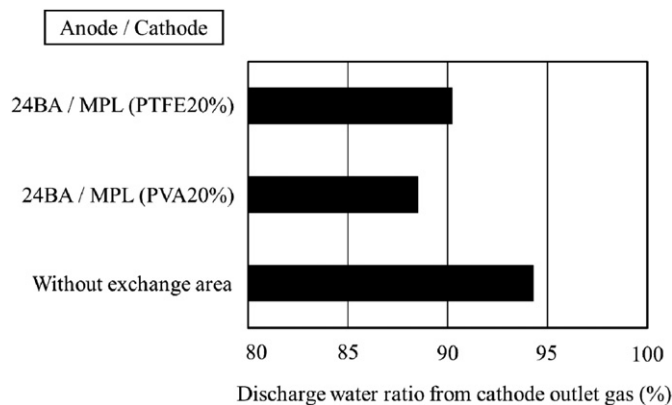 Anode / Cathode
24BA / MPL (PTFE20%)
24BA / MPL (PVA20%)
Without exchange area
80 85 90 95 100
Discharge water ratio from cathode outlet gas (%)